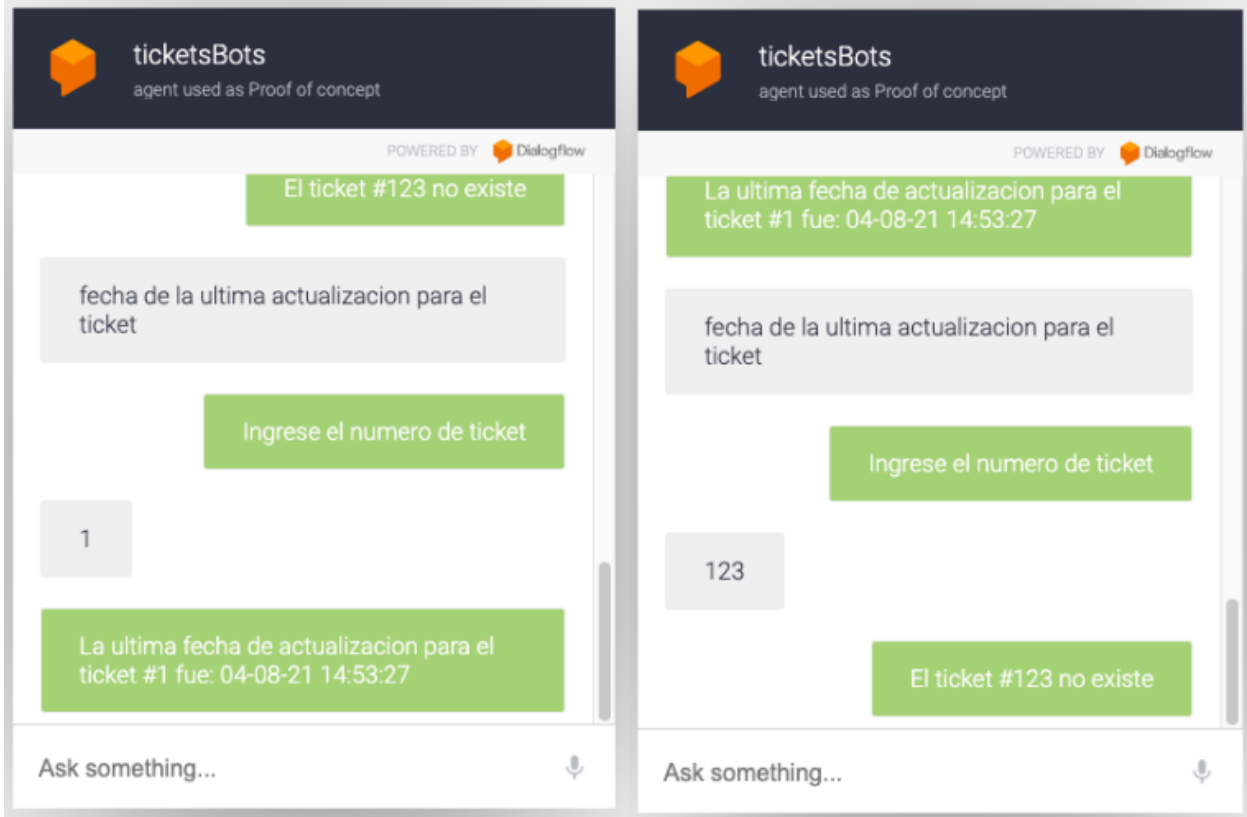 ticketsBots
agent used as Proof of concept
POWERED BY Dialogflow
El ticket #123 no existe
fecha de la ultima actualizacion para el
ticket
Ingrese el numero de ticket
1
La ultima fecha de actualizacion para el
ticket #1 fue: 04-08-21 14:53:27
Ask something...
ticketsBots
agent used as Proof of concept
POWERED BY Dialogflow
La ultima fecha de actualizacion para el
ticket #1 fue: 04-08-21 14:53:27
fecha de la ultima actualizacion para el
ticket
Ingrese el numero de ticket
123
El ticket #123 no existe
Ask something...